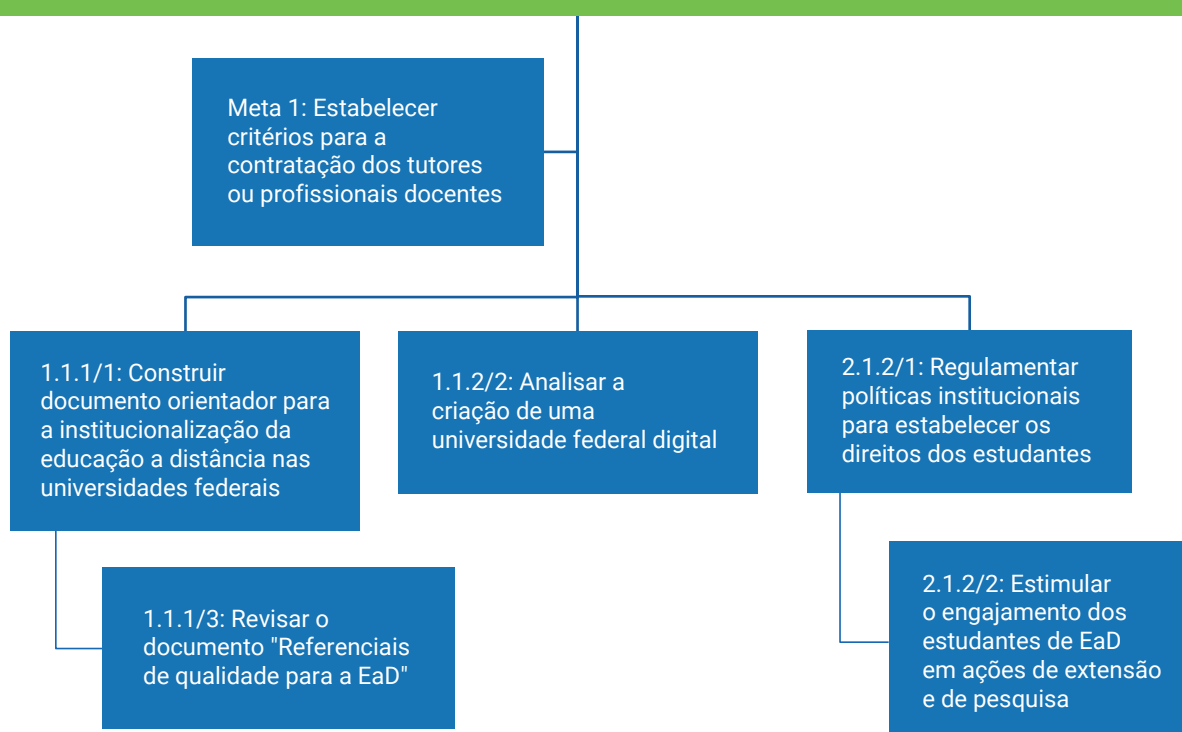 Meta 1: Estabelecer
critérios para a
contratação dos tutores
ou profissionais docentes
1.1.1/1: Construir
documento orientador para
a institucionalização da
educação a distância nas
universidades federais
1.1.2/2: Analisar a
criação de uma
universidade federal digital
2.1.2/1: Regulamentar
políticas institucionais
para estabelecer os
direitos dos estudantes
1.1.1/3: Revisar o
documento "Referenciais
de qualidade para a EaD"
2.1.2/2: Estimular
o engajamento dos
estudantes de EaD
em ações de extensão
e de pesquisa